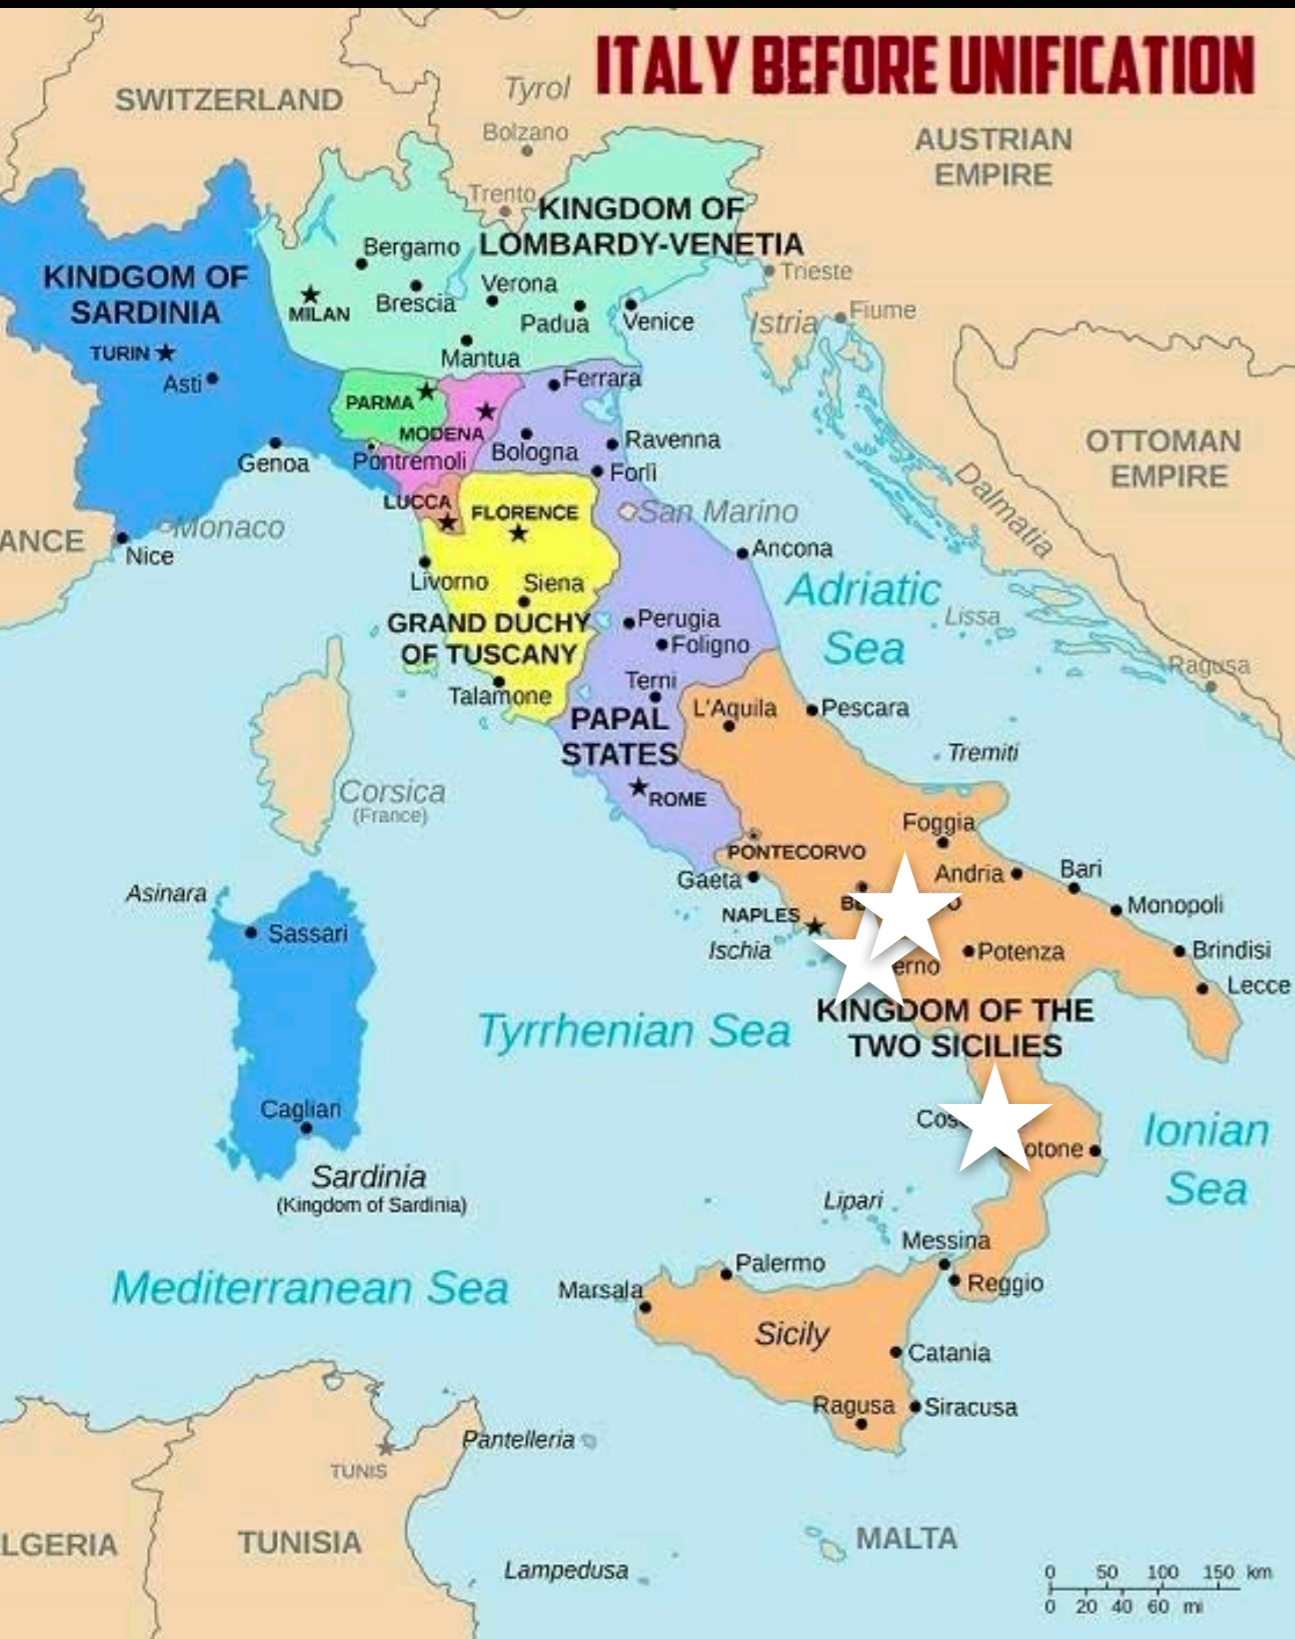 ITALY BEFORE UNIFICATION
SWITZERLAND
Tyrol
Bolzano
AUSTRIAN
EMPIRE
Trento
KINGDOM OF
LOMBARDY-VENETIA
Bergamo
KINDGOM OF
SARDINIA
Trieste
Verona
Brescia
MILAN
Fiume
Padua
Venice
Istria
TURIN
Mantua
Asti
Ferrara
PARMA
MODENA
Ravenna
OTTOMAN
EMPIRE
Bologna
Genoa
Pontremoli
Forlì
LUCCA
FLORENCE
San Marino
Dalmatia
Monaco
ANCE
Nice
Ancona
Livorno
Siena
Adriatic
Sea
Lissa
GRAND DUCHY
OF TUSCANY
Perugia
Foligno
Ragusa
Terni
Talamone
L'Aquila
Pescara
PAPAL
STATES
Tremiti
ROME
Corsica
(France)
Foggia
PONTECORVO
Gaeta
Andria
Bari
Asinara
NAPLES
Monopoli
Sassari
Ischia
Potenza
Brindisi
erno
Lecce
KINGDOM OF THE
TWO SICILIES
Tyrrhenian Sea
Cagliari
Cos
otone
Ionian
Sea
Sardinia
(Kingdom of Sardinia)
Lipari
Messina
Palermo
Reggio
Mediterranean Sea
Marsala
Sicily
Catania
Ragusa
Siracusa
Pantelleria
TUNIS
LGERIA
TUNISIA
MALTA
Lampedusa
0 50 100 150 km
0 20 40 60 mi